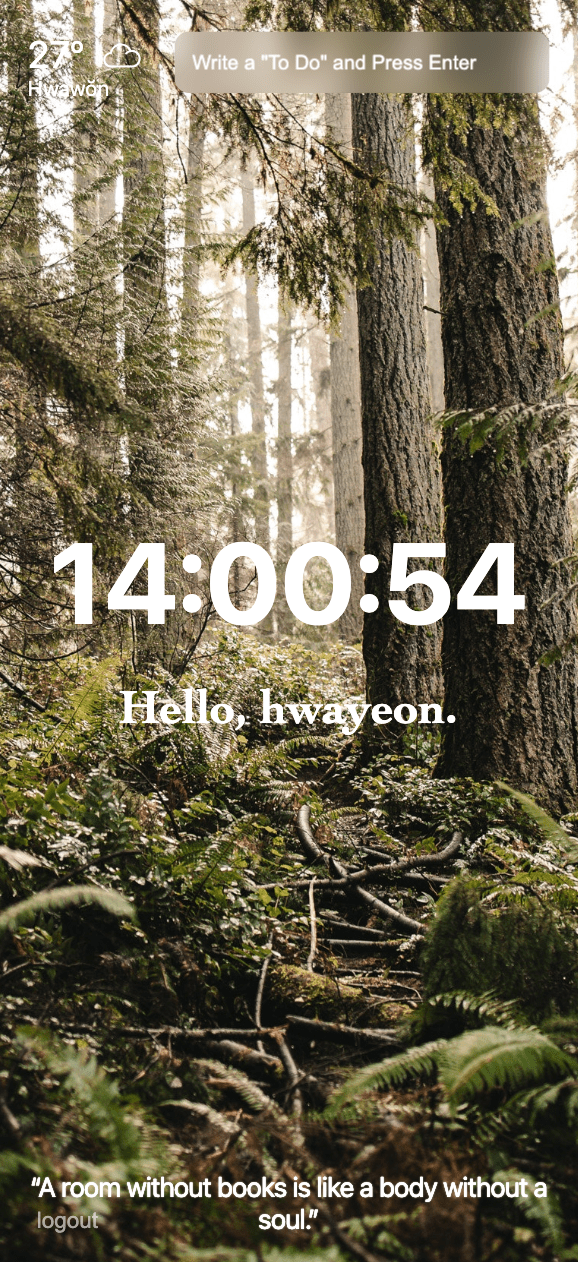 27º
Hwawŏn
Write a "To Do" and Press Enter
14:00:54
Hello, hwayeon.
“A room without books is like a body without a
soul.”
logout